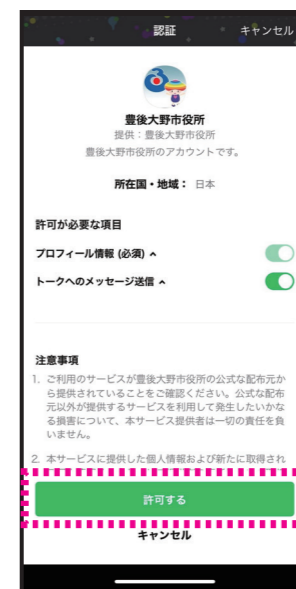 認証
キャンセル
豊後大野市役所
提供：豊後大野市役所
豊後大野市役所のアカウントです。
所在国・地域： 日本
許可が必要な項目
プロフィール情報 (必須)
トークへのメッセージ送信
注意事項
1. ご利用のサービスが豊後大野市役所の公式な配布元か
ら提供されていることをご確認ください。公式な配布
元以外が提供するサービスを利用して発生したいかな
る損害について、本サービス提供者は一切の責任を負
いません。
2. 本サービスに提供した個人情報および新たに取得され
許可する
キャンセル